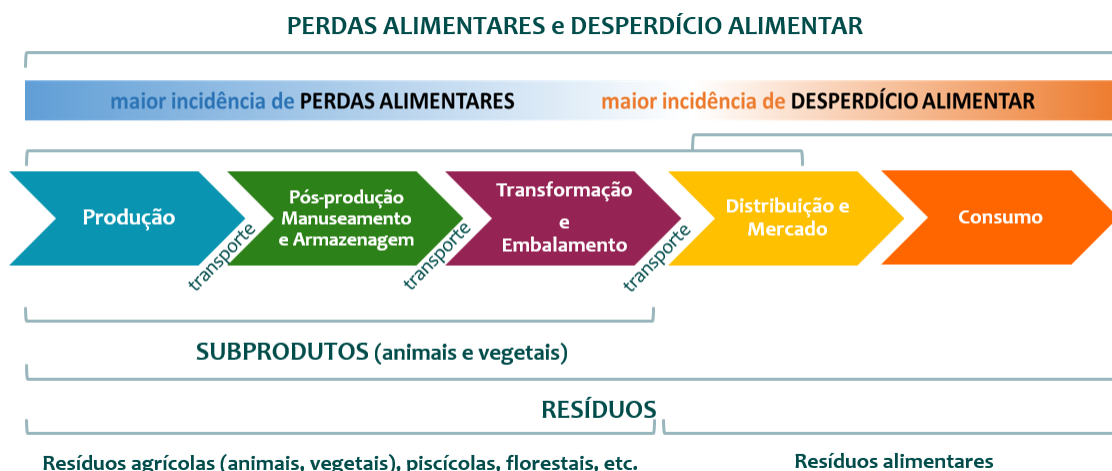 PERDAS ALIMENTARES e DESPERDÍCIO ALIMENTAR
maior incidência de PERDAS ALIMENTARES
maior incidência de DESPERDÍCIO ALIMENTAR
Produção
transporte
Pós-produção
Manuseamento
e Armazenagem
transporte
Transformação
e
Embalamento
transporte
Distribuição e
Mercado
Consumo
SUBPRODUTOS (animais e vegetais)
RESÍDUOS
Resíduos agrícolas (animais, vegetais), piscícolas, florestais, etc.
Resíduos alimentares